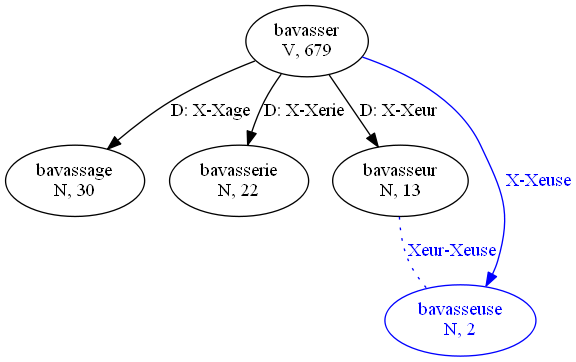 bavasser
V, 679
D: X-Xage
D: X-Xerie
D: X-Xeur
bavassage
N, 30
bavasserie
N, 22
bavasseur
N, 13
X-Xeuse
Xeur-Xeuse
bavasseuse
N, 2